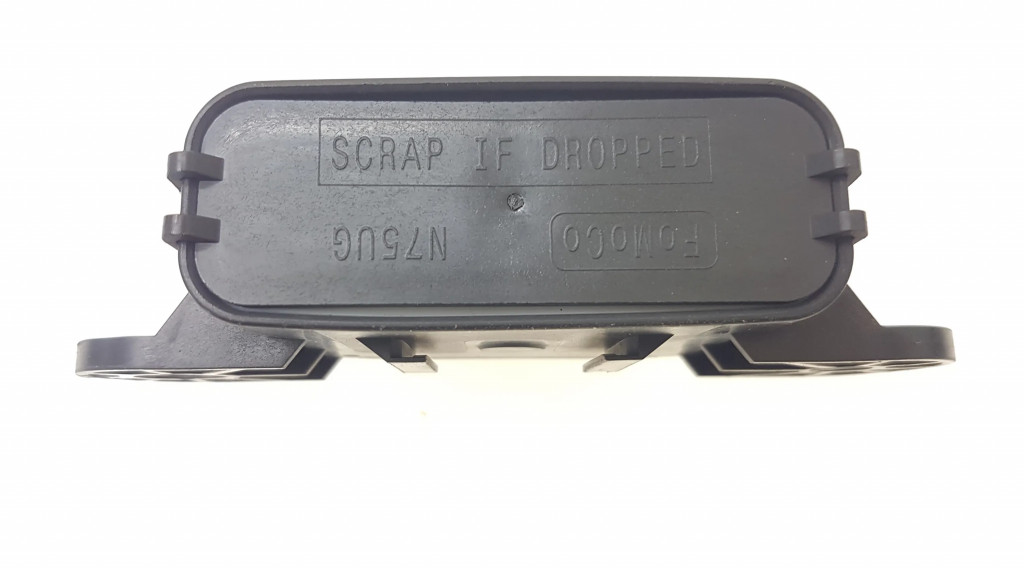 SCRAP IF DROPPED
FoMoCo N75UG